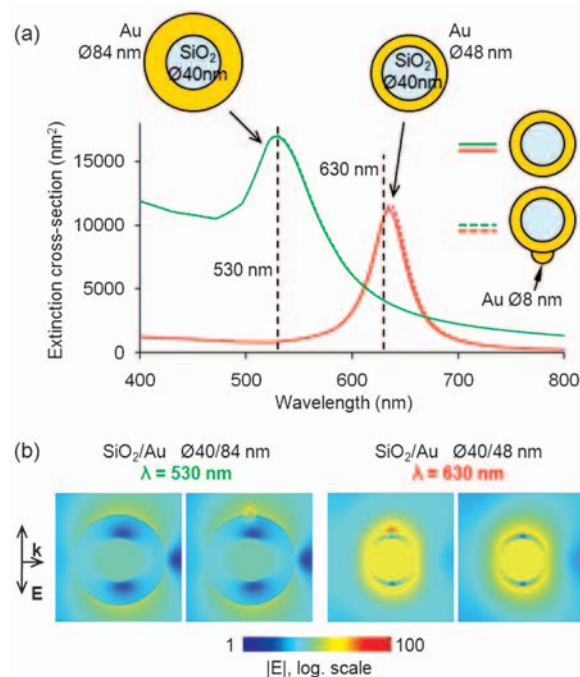 (a)
Au
Ø84 nm
SiO₂
Ø40nm
Au
Ø48 nm
SiO₂
Ø40nm
Extinction cross-section (nm²)
15000
10000
5000
0
630 nm
530 nm
Au Ø8 nm
400 500 600 700 800
Wavelength (nm)
(b)
SiO₂/Au Ø40/84 nm
λ = 530 nm
SiO₂/Au Ø40/48 nm
λ = 630 nm
k
E
1 100
|E|, log. scale